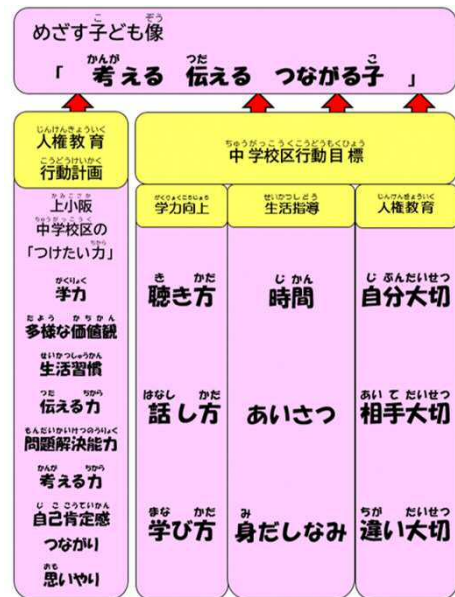 めざす子ども像
「 考える 伝える つながる子 」
人権教育
行動計画
上小阪
中学校区の
「つけたい力」
学力
多様な価値観
生活習慣
伝える力
問題解決能力
考える力
自己肯定感
つながり
思いやり
中学校区行動目標
学力向上
聴き方
話し方
学び方
生活指導
時間
あいさつ
身だしなみ
人権教育
自分大切
相手大切
違い大切